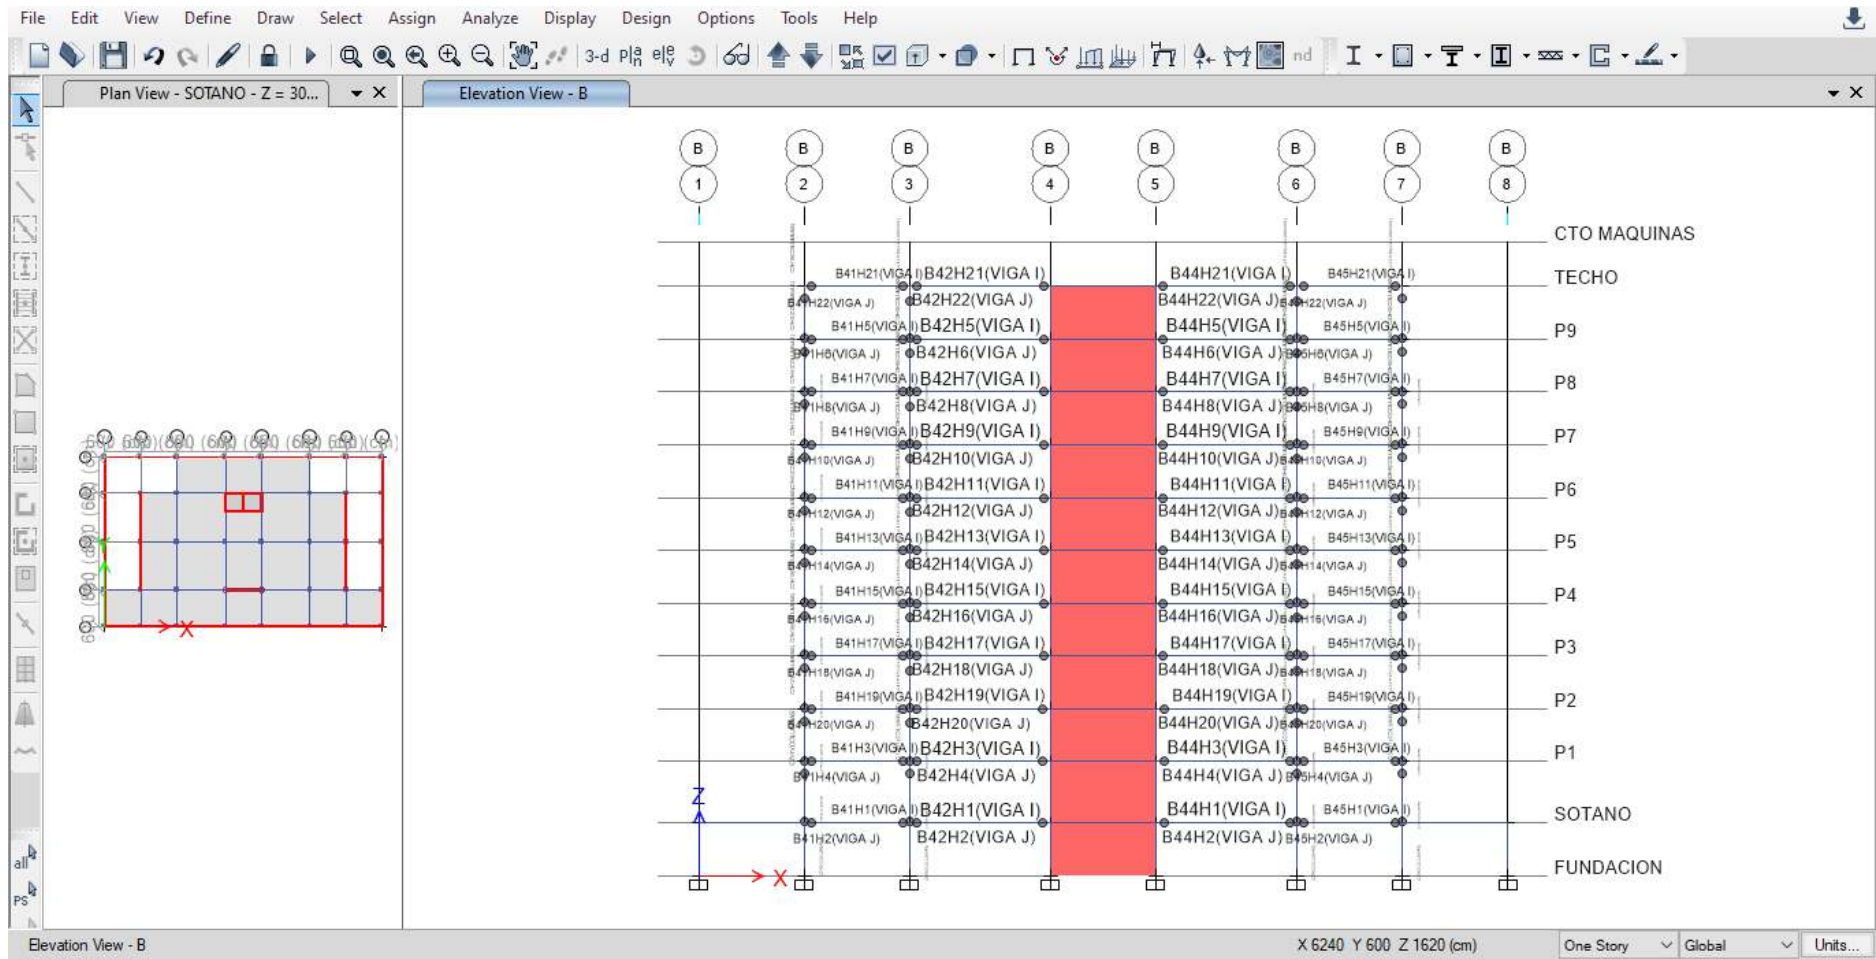 File Edit View Define Draw Select Assign Analyze Display Design Options Tools Help
3-d
nd
Plan View - SOTANO - Z = 30...
Elevation View - B
B B B B B B B B
1 2 3 4 5 6 7 8
CTO MAQUINAS
B41H21(VIGA I) B42H21(VIGA I) B44H21(VIGA I) B45H21(VIGA I) TECHO
B42H22(VIGA J) B44H22(VIGA J)
B41H5(VIGA I) B42H5(VIGA I) B44H5(VIGA I) B45H5(VIGA I) P9
B42H6(VIGA J) B44H6(VIGA J)
B41H7(VIGA I) B42H7(VIGA I) B44H7(VIGA I) B45H7(VIGA I) P8
B42H8(VIGA J) B44H8(VIGA J)
B41H9(VIGA I) B42H9(VIGA I) B44H9(VIGA I) B45H9(VIGA I) P7
B42H10(VIGA J) B44H10(VIGA J)
B41H11(VIGA I) B42H11(VIGA I) B44H11(VIGA I) B45H11(VIGA I) P6
B42H12(VIGA J) B44H12(VIGA J)
B41H13(VIGA I) B42H13(VIGA I) B44H13(VIGA I) B45H13(VIGA I) P5
B42H14(VIGA J) B44H14(VIGA J)
B41H15(VIGA I) B42H15(VIGA I) B44H15(VIGA I) B45H15(VIGA I) P4
B42H16(VIGA J) B44H16(VIGA J)
B41H17(VIGA I) B42H17(VIGA I) B44H17(VIGA I) B45H17(VIGA I) P3
B42H18(VIGA J) B44H18(VIGA J)
B41H19(VIGA I) B42H19(VIGA I) B44H19(VIGA I) B45H19(VIGA I) P2
B42H20(VIGA J) B44H20(VIGA J)
B41H3(VIGA I) B42H3(VIGA I) B44H3(VIGA I) B45H3(VIGA I) P1
B42H4(VIGA J) B44H4(VIGA J)
Z
B41H1(VIGA I) B42H1(VIGA I) B44H1(VIGA I) B45H1(VIGA I) SOTANO
B41H2(VIGA J) B42H2(VIGA J) B44H2(VIGA J) B45H2(VIGA J)
X FUNDACION
X
all
PS
Elevation View - B X 6240 Y 600 Z 1620 (cm) One Story Global Units...